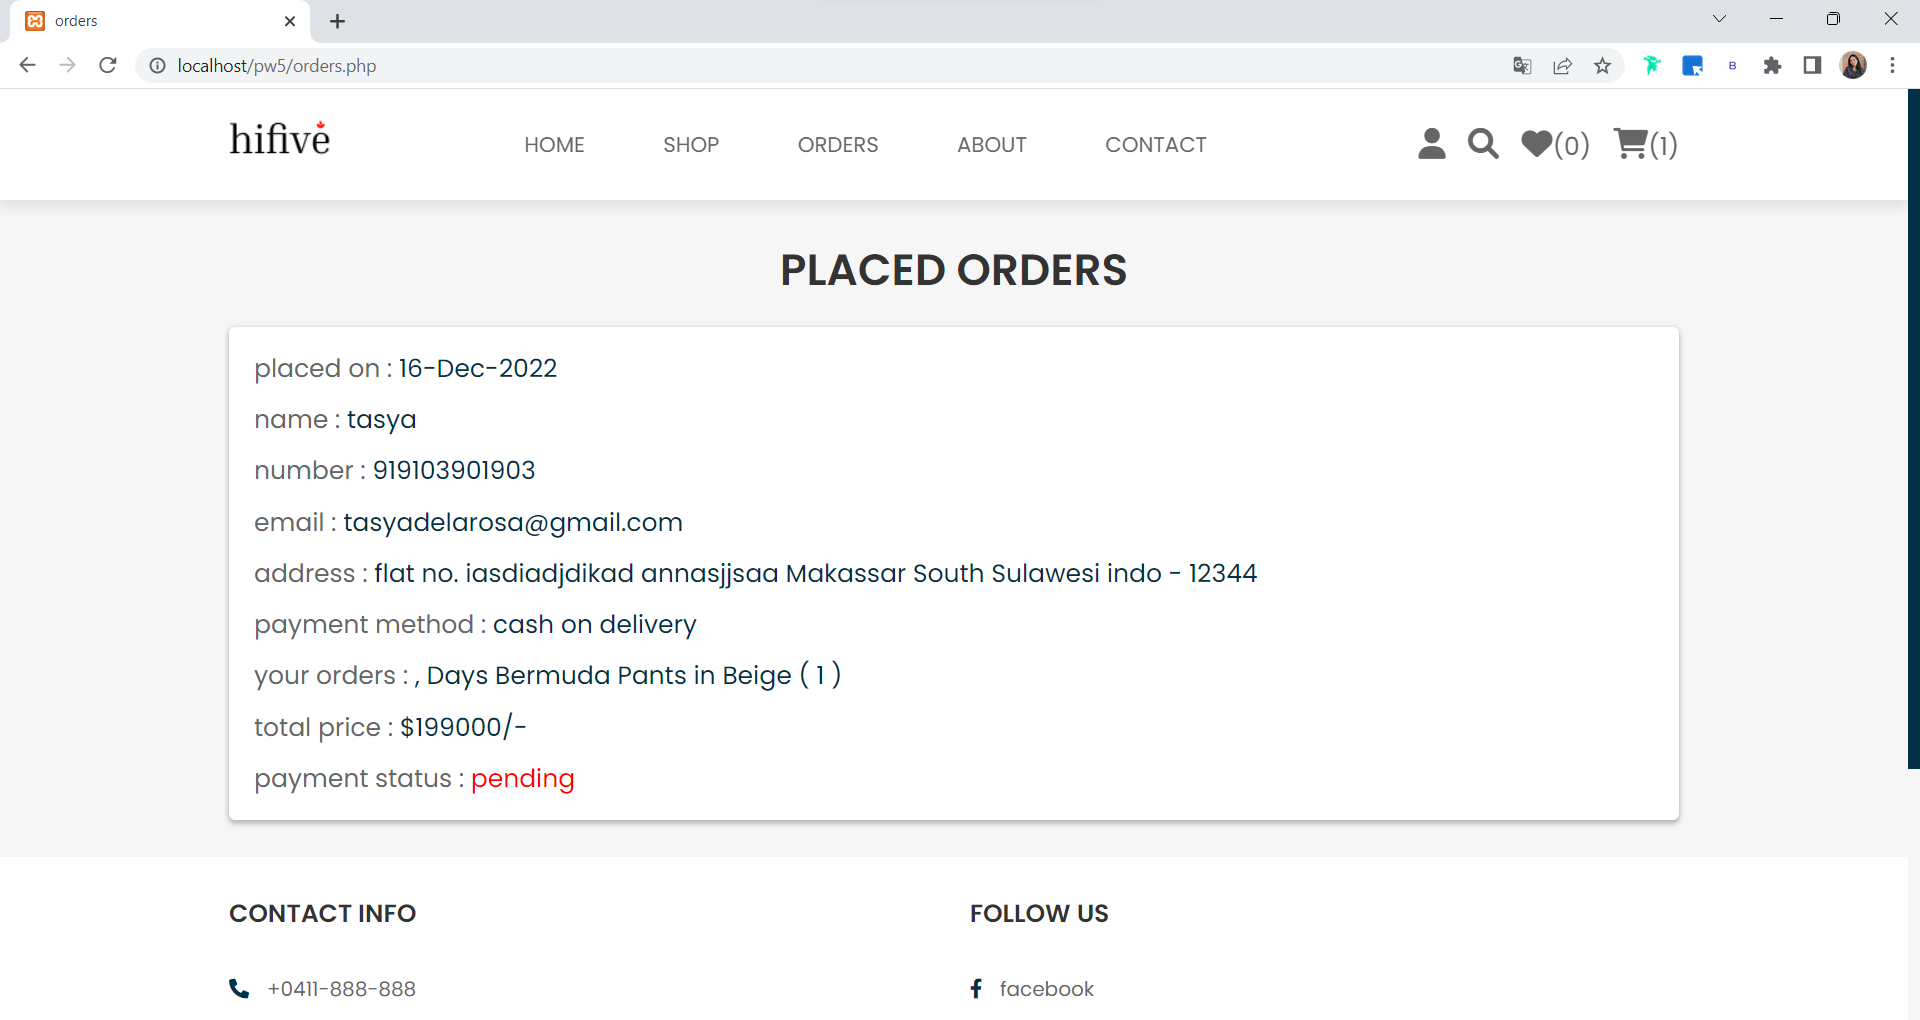 orders
localhost/pw5/orders.php
B
hifive
HOME SHOP ORDERS ABOUT CONTACT (0) (1)
PLACED ORDERS
placed on : 16-Dec-2022
name : tasya
number : 919103901903
email : tasyadelarosa@gmail.com
address : flat no. iasdiadjdikad annasjjsaa Makassar South Sulawesi indo - 12344
payment method : cash on delivery
your orders : , Days Bermuda Pants in Beige ( 1 )
total price : $199000/-
payment status : pending
CONTACT INFO
+0411-888-888
FOLLOW US
facebook